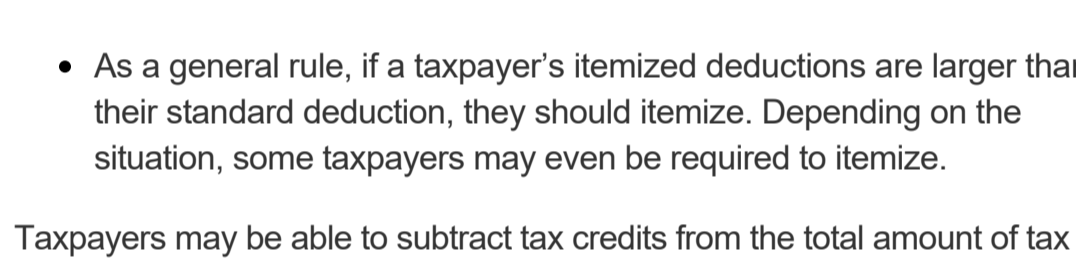 • As a general rule, if a taxpayer’s itemized deductions are larger than
their standard deduction, they should itemize. Depending on the
situation, some taxpayers may even be required to itemize.
Taxpayers may be able to subtract tax credits from the total amount of tax